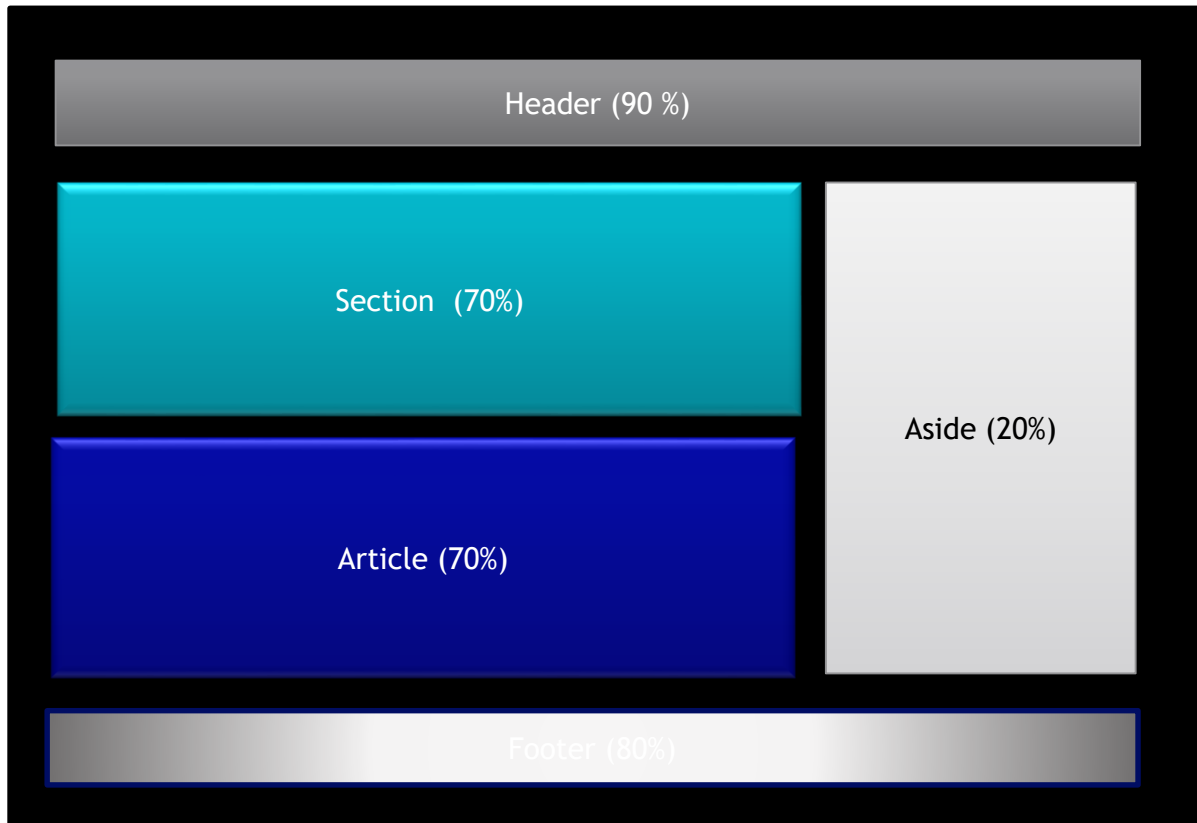 Header (90 %)
Section  (70%)
Aside (20%)
Article (70%)
Footer (80%)